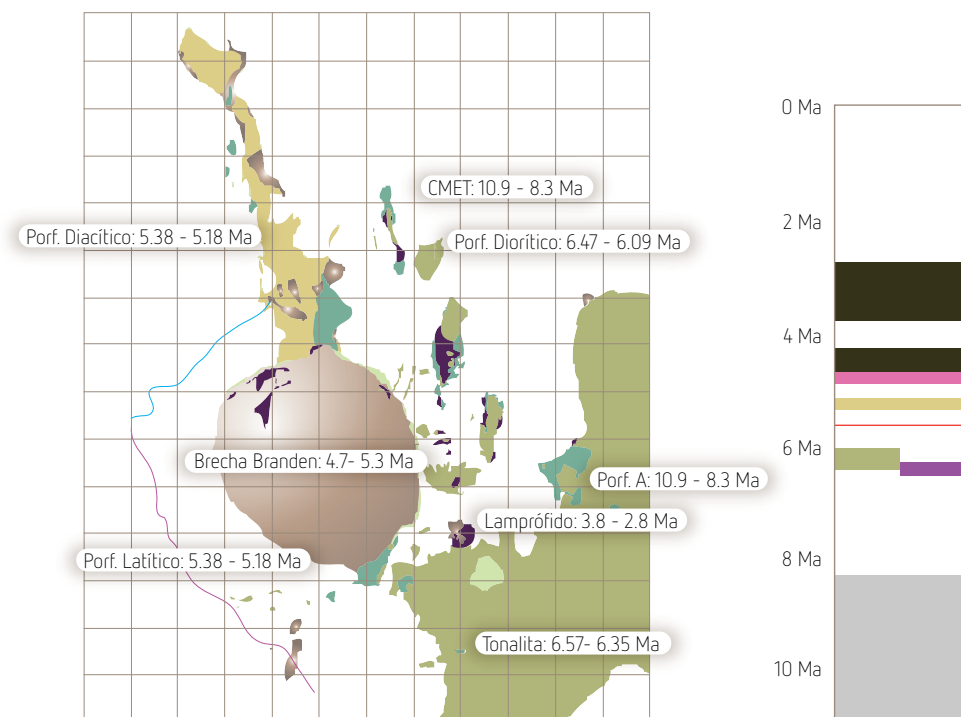 0 Ma
CMET: 10.9 - 8.3 Ma
2 Ma
Porf. Diacítico: 5.38 - 5.18 Ma
Porf. Diorítico: 6.47 - 6.09 Ma
4 Ma
6 Ma
Brecha Branden: 4.7- 5.3 Ma
Porf. A: 10.9 - 8.3 Ma
Lamprófido: 3.8 - 2.8 Ma
Porf. Latítico: 5.38 - 5.18 Ma
8 Ma
Tonalita: 6.57- 6.35 Ma
10 Ma